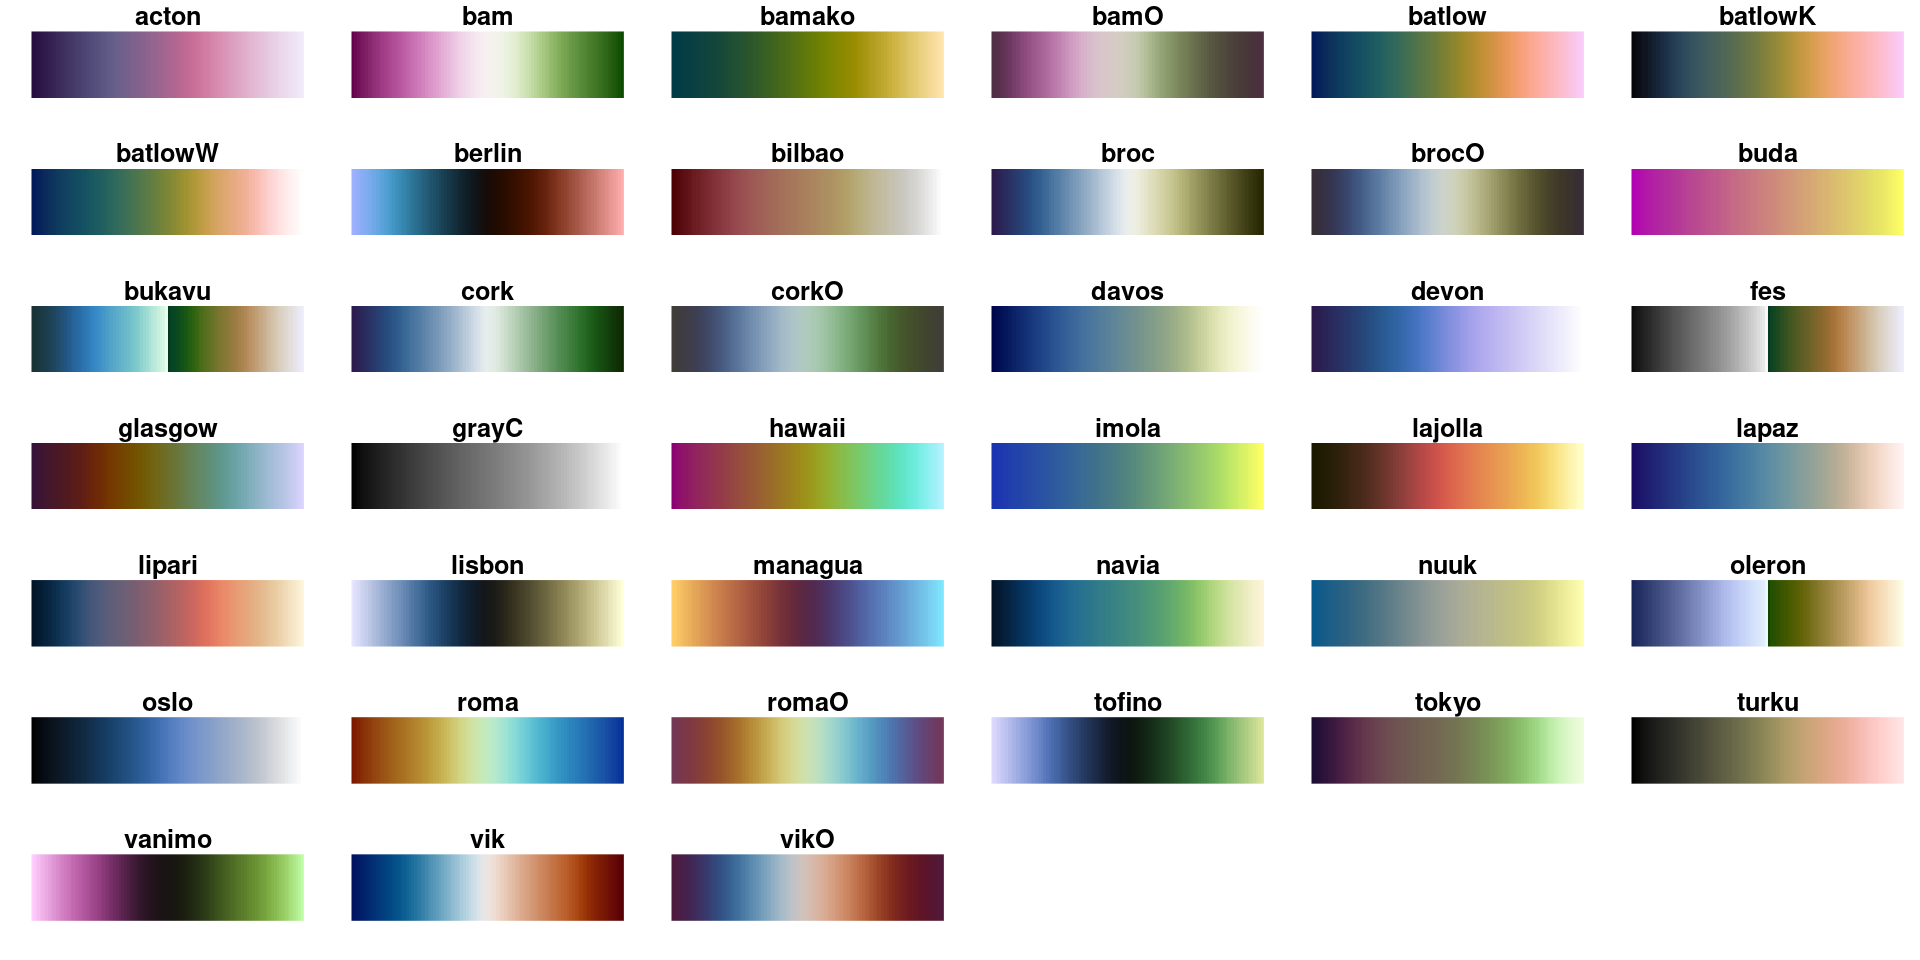 acton bam bamako bamO batlow batlowK
batlowW berlin bilbao broc brocO buda
bukavu cork corkO davos devon fes
glasgow grayC hawaii imola lajolla lapaz
lipari lisbon managua navia nuuk oleron
oslo roma romaO tofino tokyo turku
vanimo vik vikO